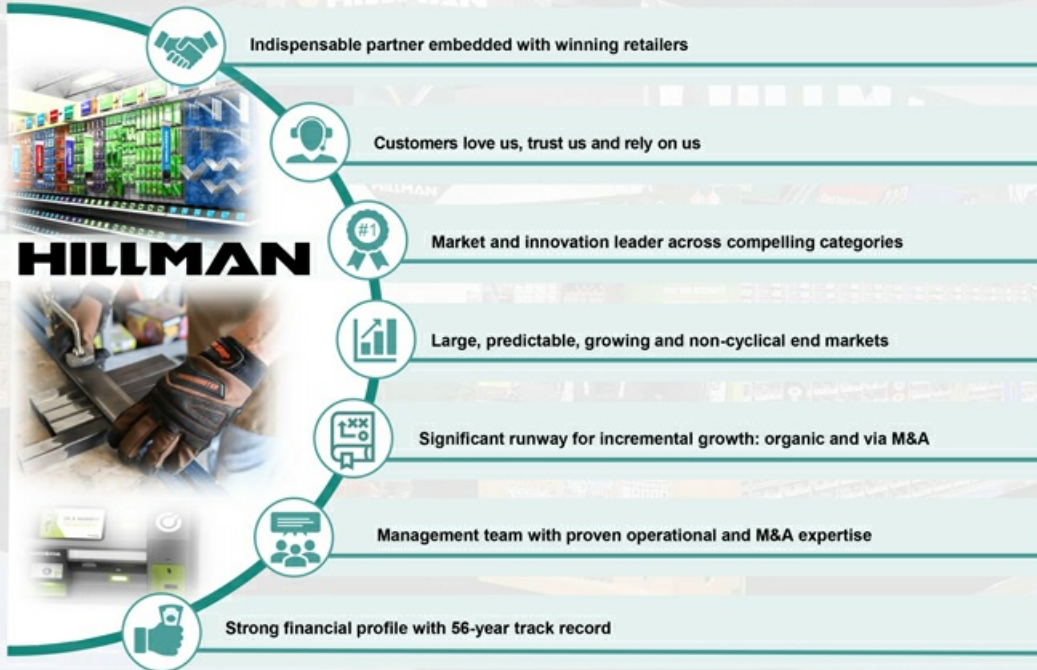 Indispensable partner embedded with winning retailers
Customers love us, trust us and rely on us
#1
Market and innovation leader across compelling categories
HILLMAN
Large, predictable, growing and non-cyclical end markets
Significant runway for incremental growth: organic and via M&A
Management team with proven operational and M&A expertise
Strong financial profile with 56-year track record